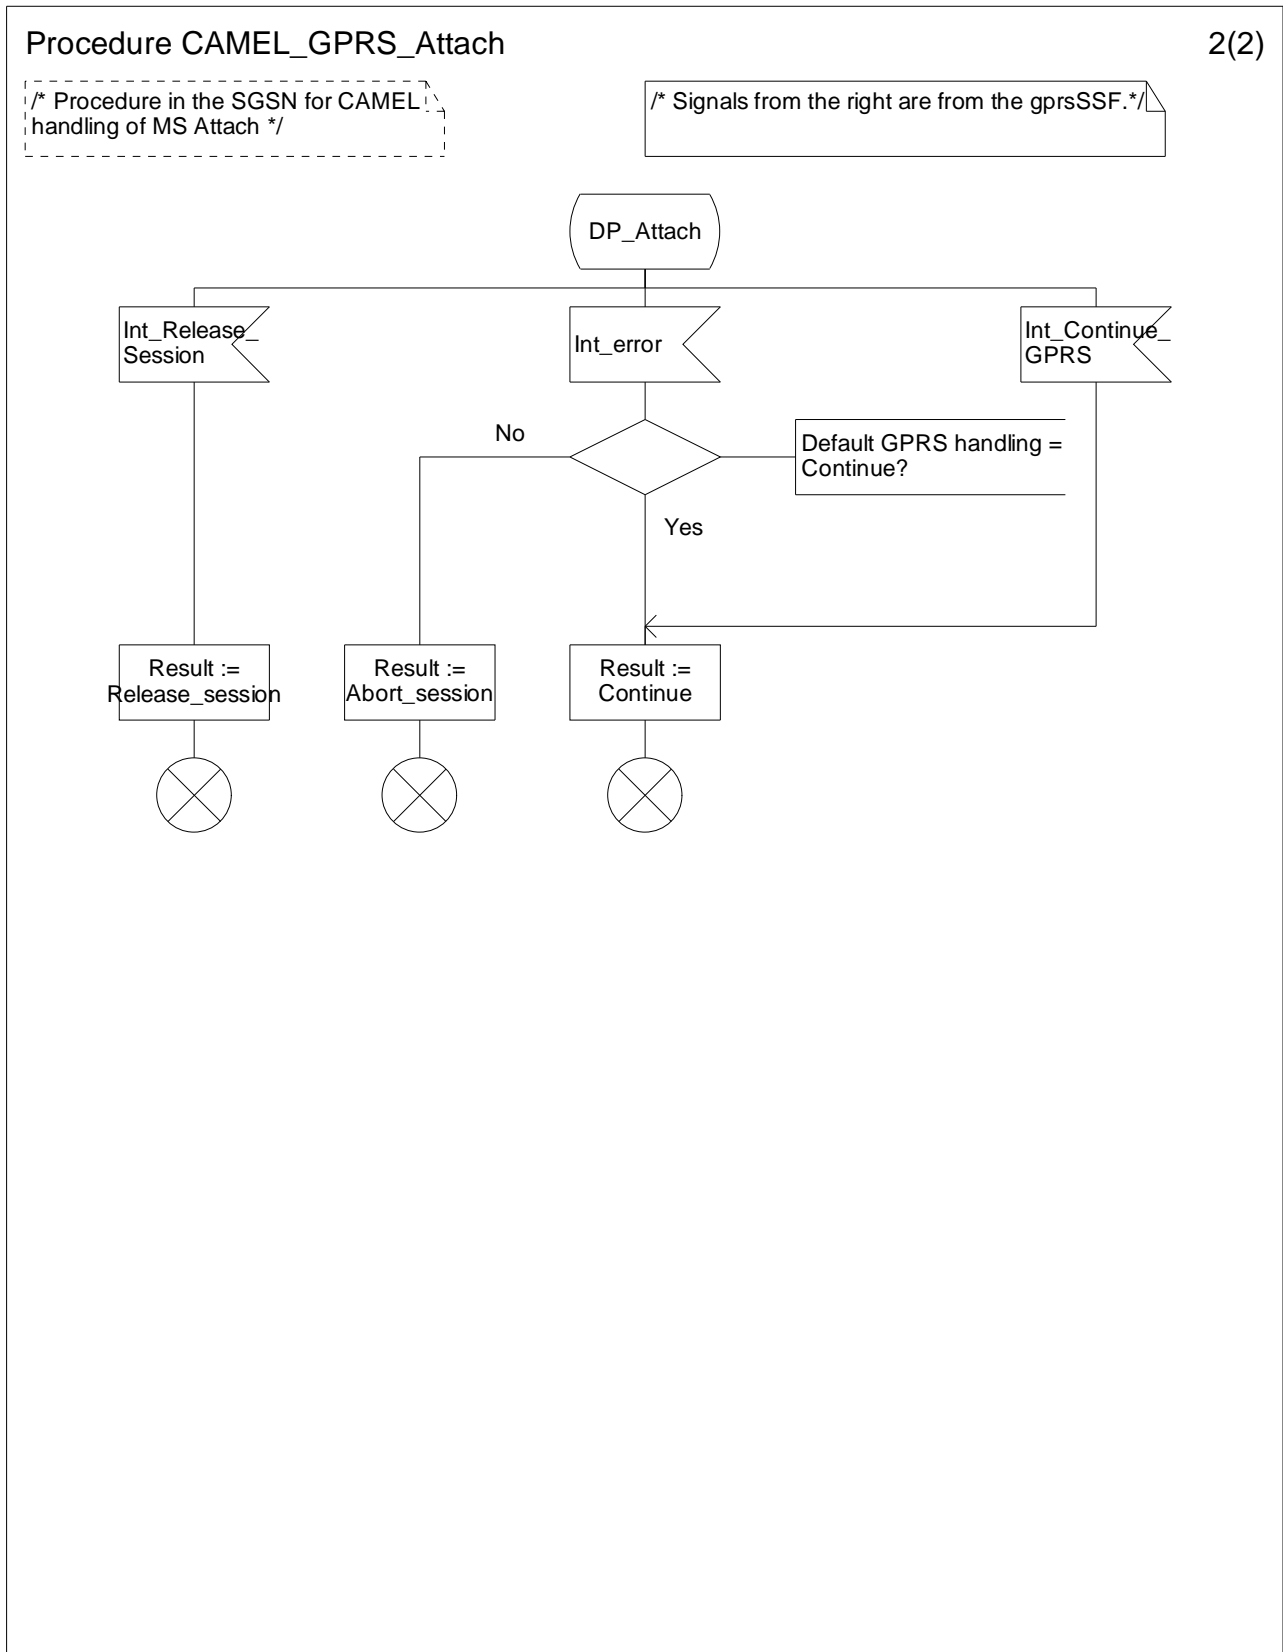 Procedure CAMEL_GPRS_Attach
2(2)
/* Procedure in the SGSN for CAMEL
handling of MS Attach */
/* Signals from the right are from the gprsSSF.*/
DP_Attach
Int_Release_
Session
Int_error
Int_Continue_
GPRS
No
Default GPRS handling =
Continue?
Yes
Result :=
Release_session
Result :=
Abort_session
Result :=
Continue